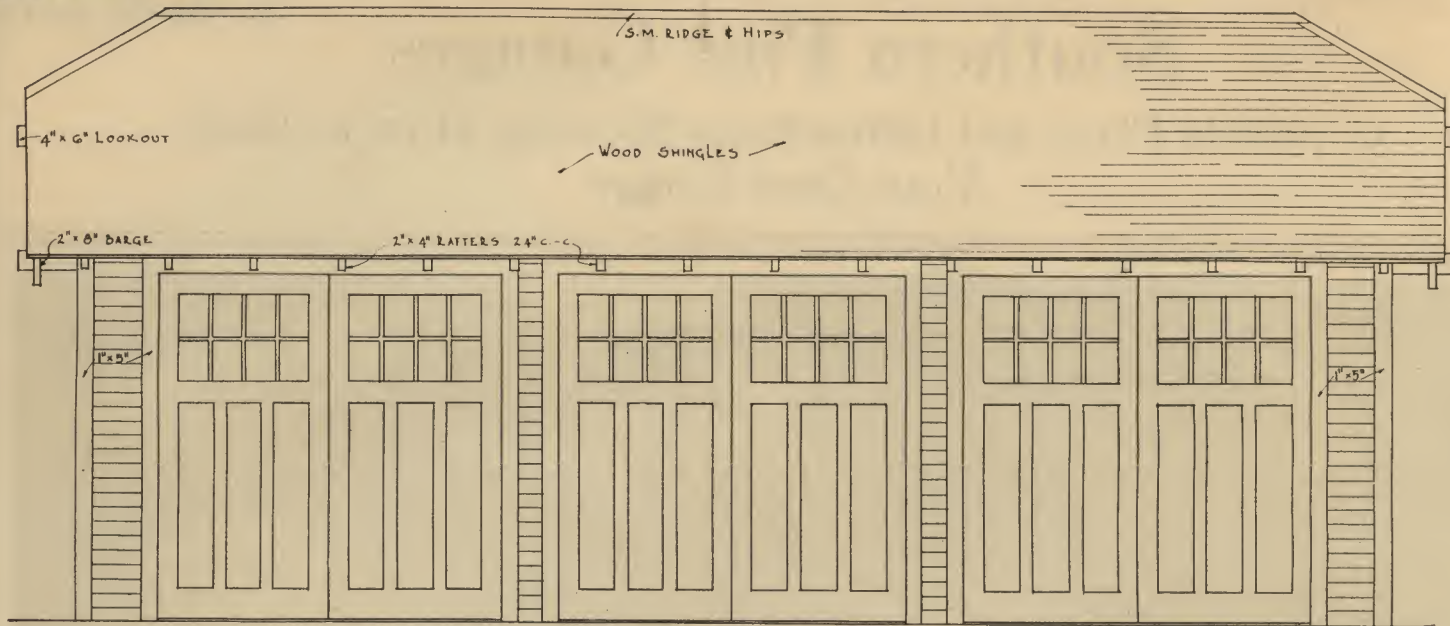 S.M. RIDGE & HIPS
4" x 6" LOOKOUT
WOOD SHINGLES
2" x 8" BARGE
2" x 4" RAFTERS 24" C.-C.
1" x 5"
1" x 5"